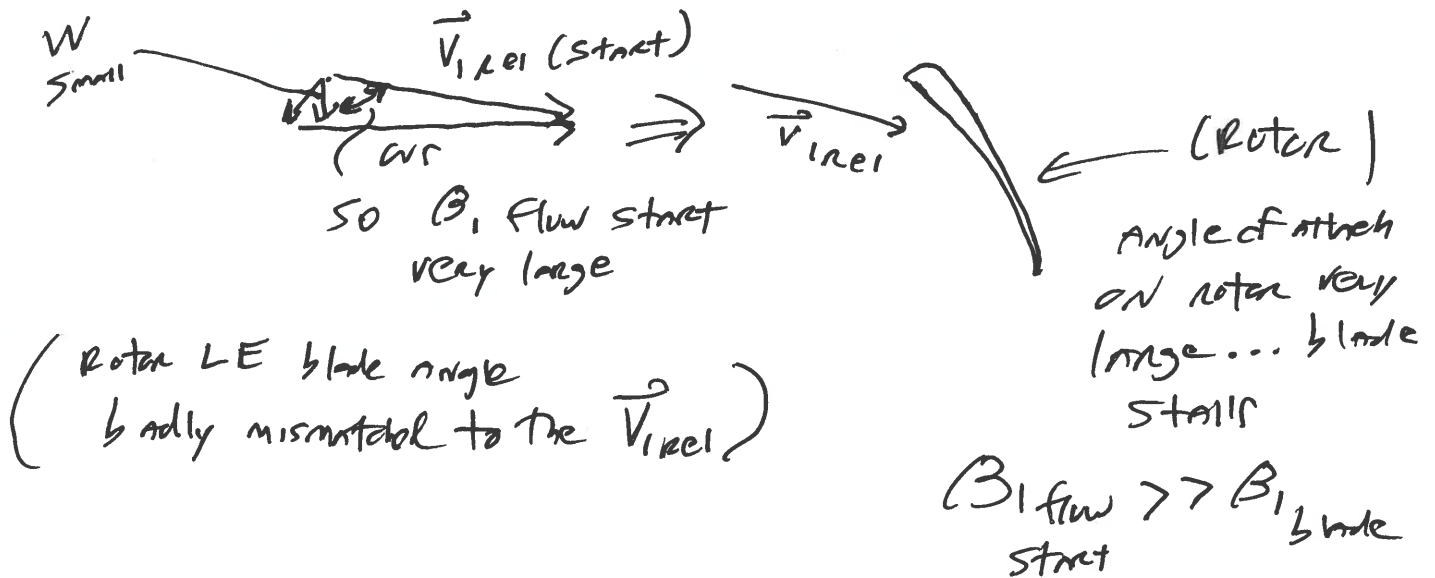 W
small
V₁ rel (start)
ωr
⇒
V₁ rel
(Rotor)
so β₁ flow start
very large
Angle of attack
on rotor very
large... blade
stalls
(Rotor LE blade angle
badly mismatched to the V₁ rel)
β₁ flow >> β₁ blade
start